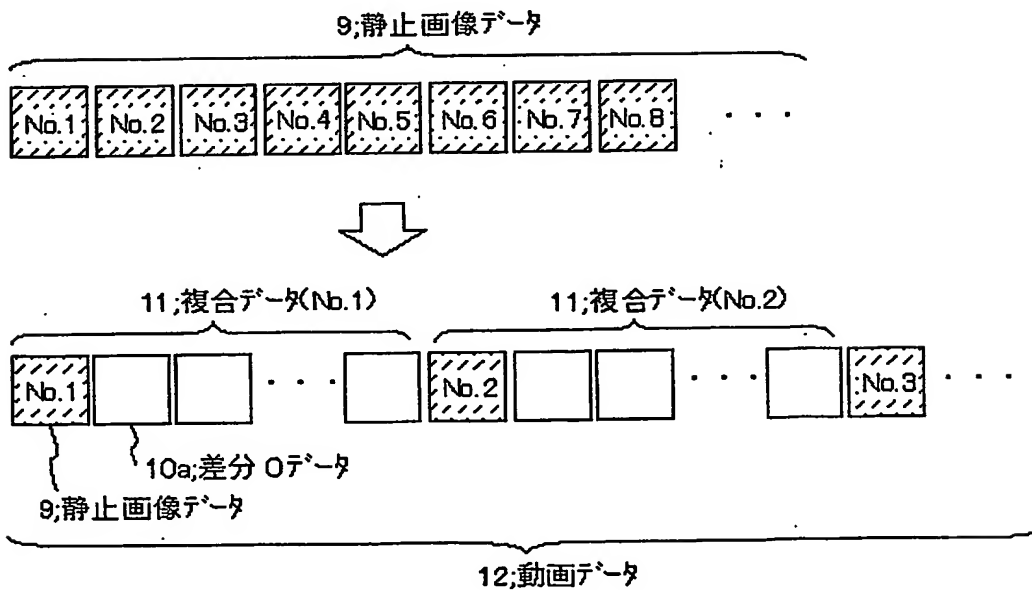 9;静止画像データ
No.1 No.2 No.3 No.4 No.5 No.6 No.7 No.8 ・・・
11;複合データ(No.1) 11;複合データ(No.2)
No.1 ・・・ No.2 ・・・ No.3 ・・・
10a;差分 0データ
9;静止画像データ
12;動画データ